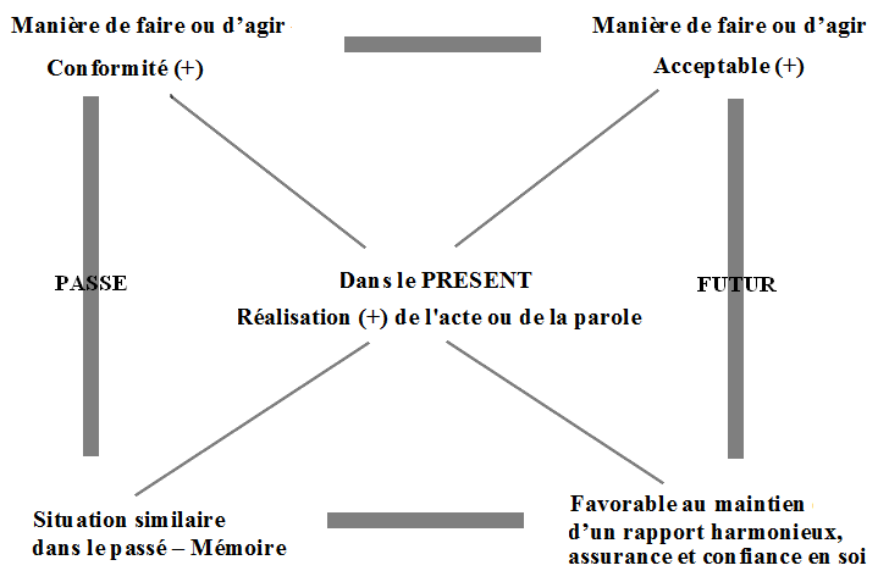 Manière de faire ou d’agir
Conformité (+)
Manière de faire ou d’agir
Acceptable (+)
PASSE
Dans le PRESENT
Réalisation (+) de l'acte ou de la parole
FUTUR
Situation similaire
dans le passé – Mémoire
Favorable au maintien
d’un rapport harmonieux,
assurance et confiance en soi